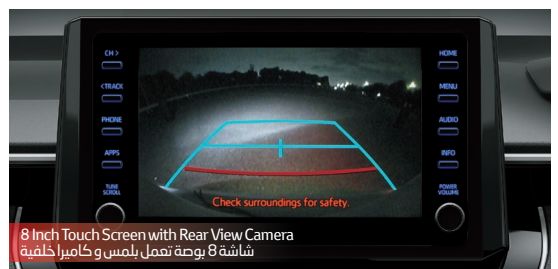 CH >
HOME
<TRACK
MENU
PHONE
AUDIO
APPS
INFO
TUNE
SCROLL
POWER
VOLUME
Check surroundings for safety.
8 Inch Touch Screen with Rear View Camera
شاشة 8 بوصة تعمل بلمس و كاميرا خلفية